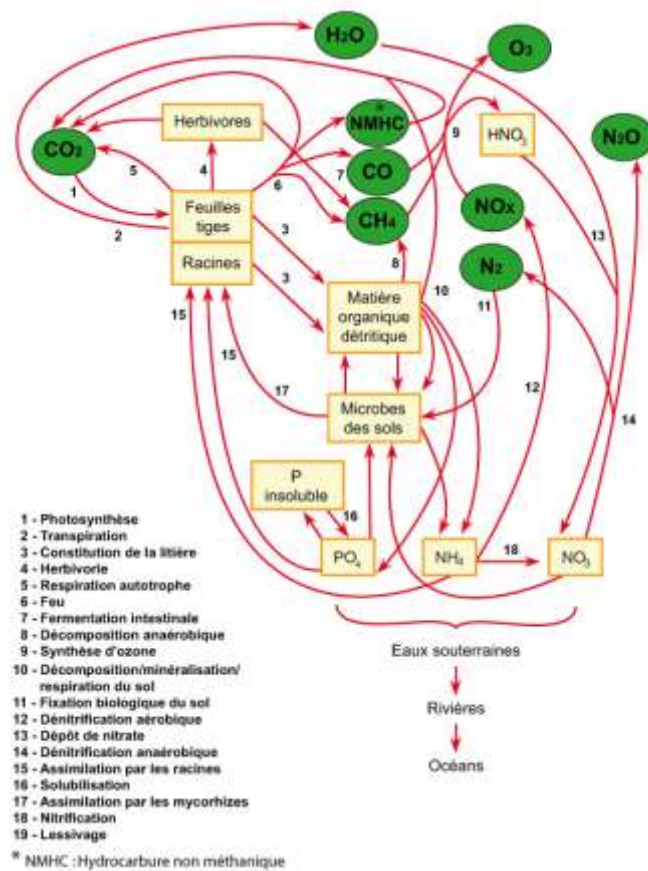 H2O
O3
NMHC*
Herbivores
HNO3
N2O
CO2
9
CO
5
4
6
7
1
CH4
NOx
Feuilles
tiges
2
3
13
8
N2
Racines
3
10
11
Matière
organique
détritique
15
15
17
12
Microbes
des sols
14
P
insoluble
16
PO4
NH4
18
NO3
1 - Photosynthèse
2 - Transpiration
3 - Constitution de la litière
4 - Herbivorie
5 - Respiration autotrophe
6 - Feu
7 - Fermentation intestinale
8 - Décomposition anaérobique
9 - Synthèse d'ozone
10 - Décomposition/minéralisation/
respiration du sol
11 - Fixation biologique du sol
12 - Dénitrification aérobique
13 - Dépôt de nitrate
14 - Dénitrification anaérobique
15 - Assimilation par les racines
16 - Solubilisation
17 - Assimilation par les mycorhizes
18 - Nitrification
19 - Lessivage
Eaux souterraines
Rivières
Océans
* NMHC : Hydrocarbure non méthanique